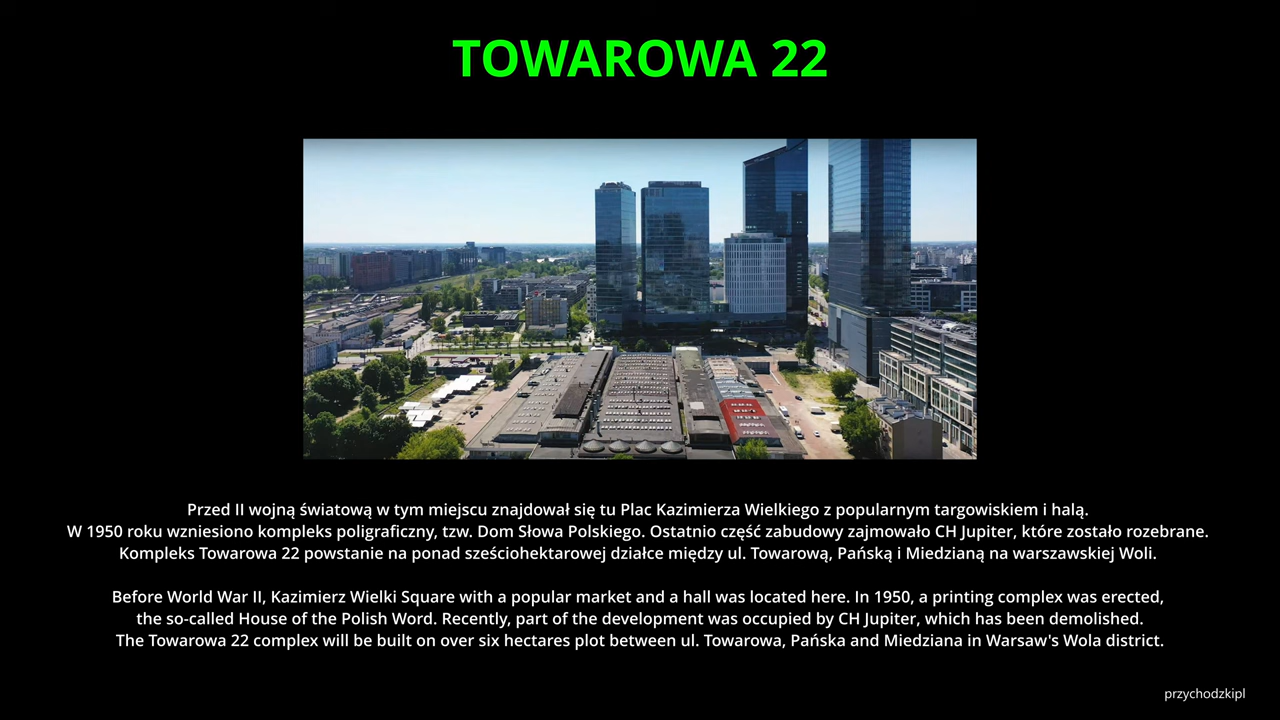 TOWAROWA 22
Przed II wojną światową w tym miejscu znajdował się tu Plac Kazimierza Wielkiego z popularnym targowiskiem i halą.
W 1950 roku wzniesiono kompleks poligraficzny, tzw. Dom Słowa Polskiego. Ostatnio część zabudowy zajmowało CH Jupiter, które zostało rozebrane.
Kompleks Towarowa 22 powstanie na ponad sześciohektarowej działce między ul. Towarową, Pańską i Miedzianą na warszawskiej Woli.
Before World War II, Kazimierz Wielki Square with a popular market and a hall was located here. In 1950, a printing complex was erected,
the so-called House of the Polish Word. Recently, part of the development was occupied by CH Jupiter, which has been demolished.
The Towarowa 22 complex will be built on over six hectares plot between ul. Towarowa, Pańska and Miedziana in Warsaw's Wola district.
przychodzkipl